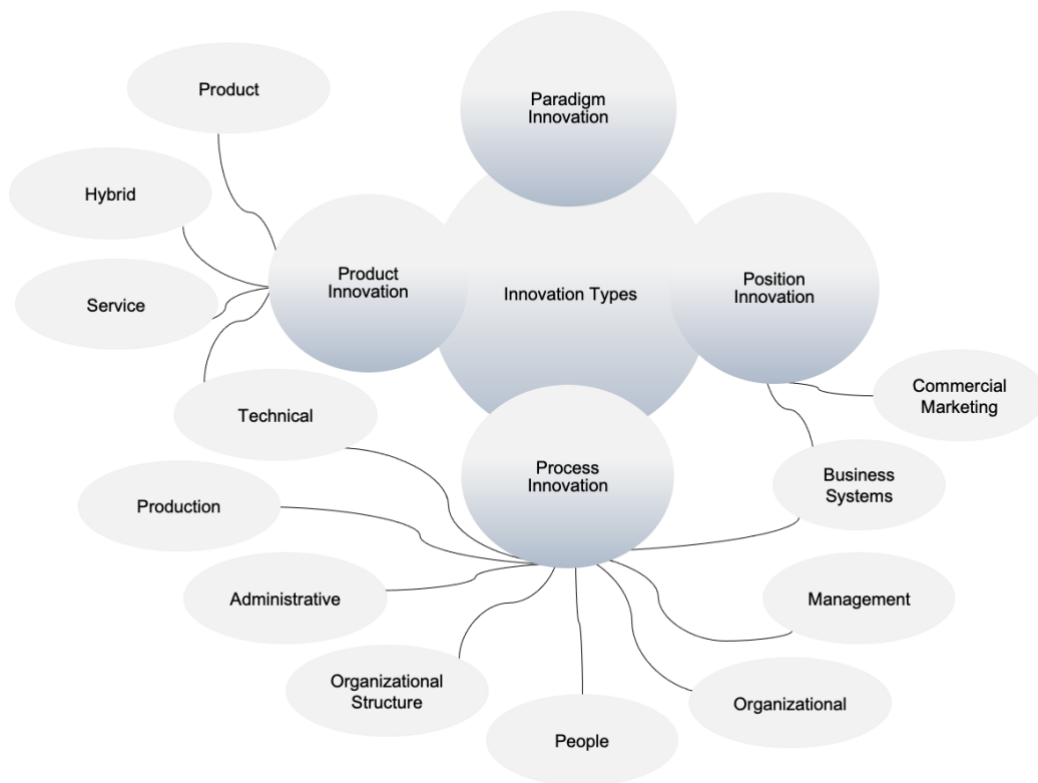 Product
Paradigm
Innovation
Hybrid
Product
Innovation
Innovation Types
Position
Innovation
Service
Commercial
Marketing
Technical
Process
Innovation
Business
Systems
Production
Administrative
Management
Organizational
Structure
Organizational
People